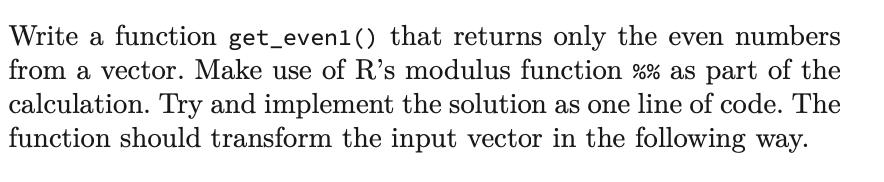 Write a function get_even1() that returns only the even numbers
from a vector. Make use of R's modulus function %% as part of the
calculation. Try and implement the solution as one line of code. The
function should transform the input vector in the following way.